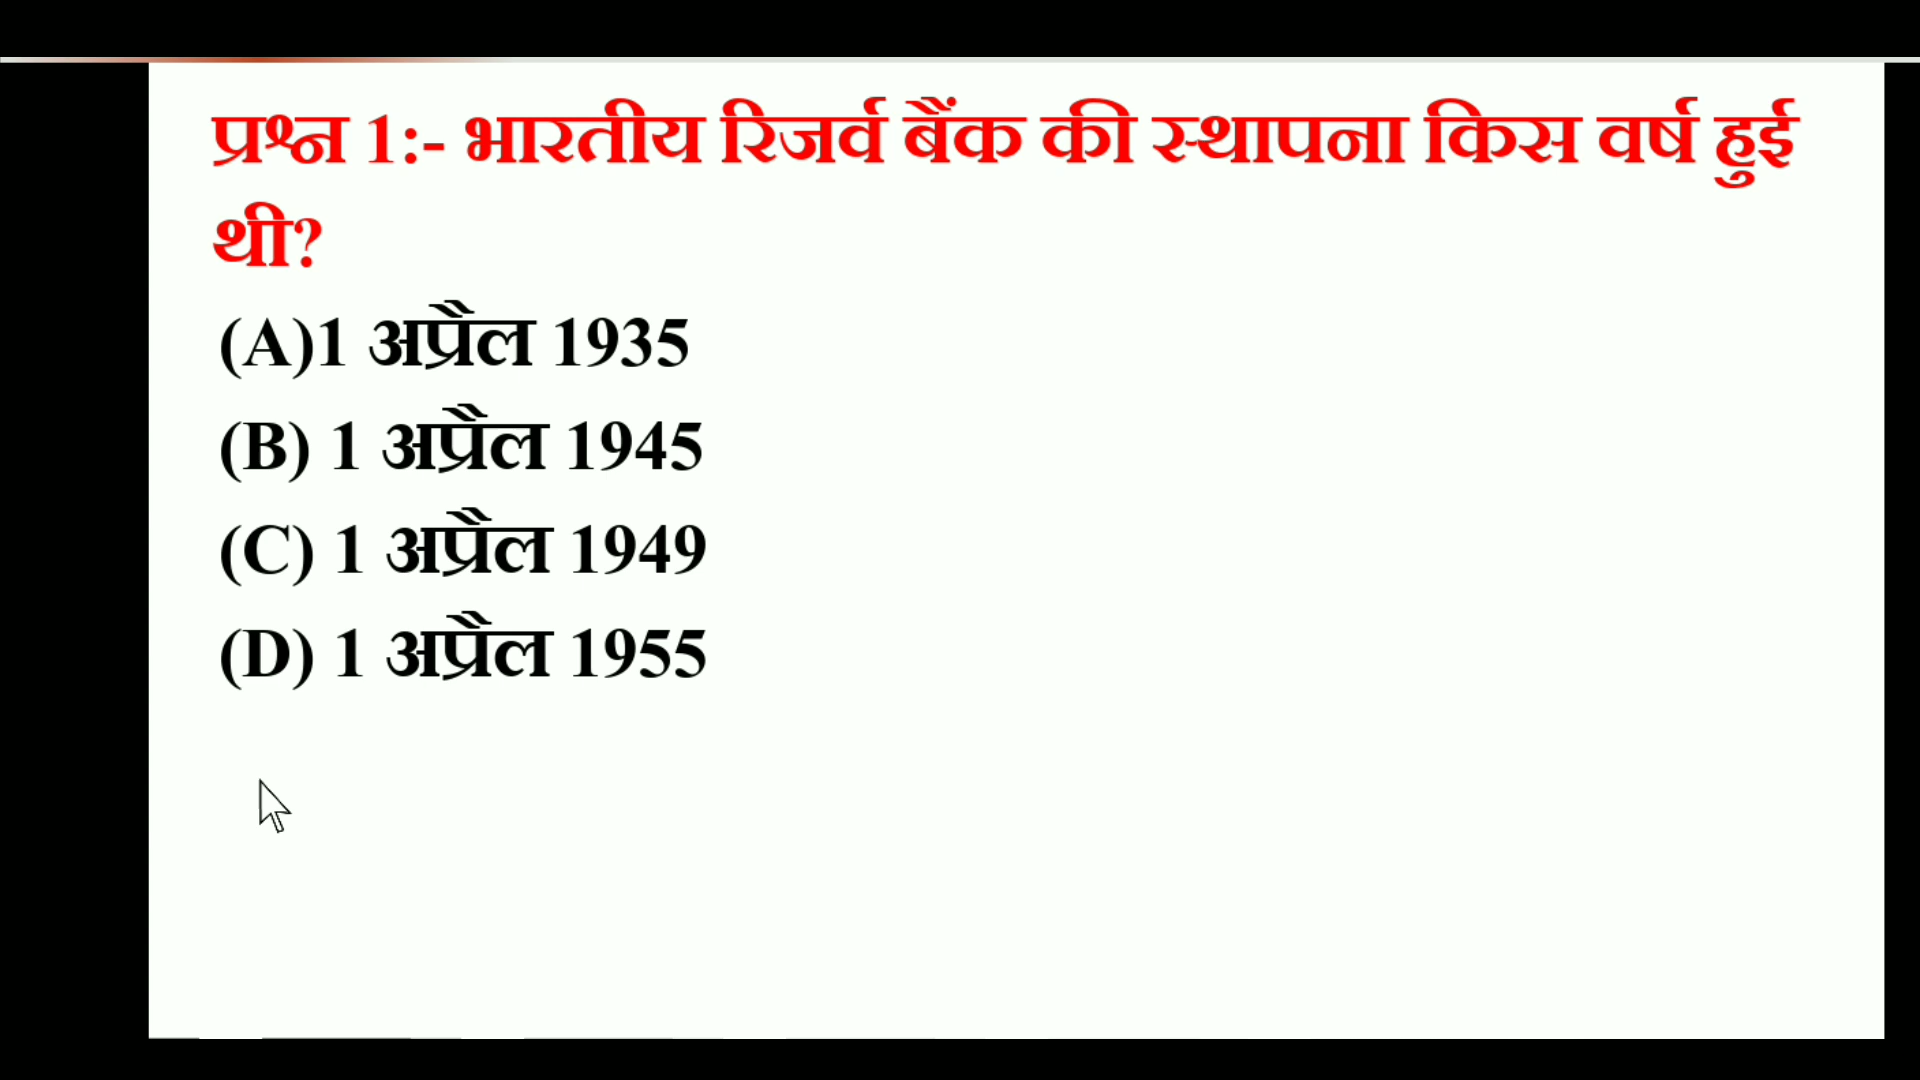 प्रश्न 1:- भारतीय रिजर्व बैंक की स्थापना किस वर्ष हुई
थी?
(A)1 अप्रैल 1935
(B) 1 अप्रैल 1945
(C) 1 अप्रैल 1949
(D) 1 अप्रैल 1955